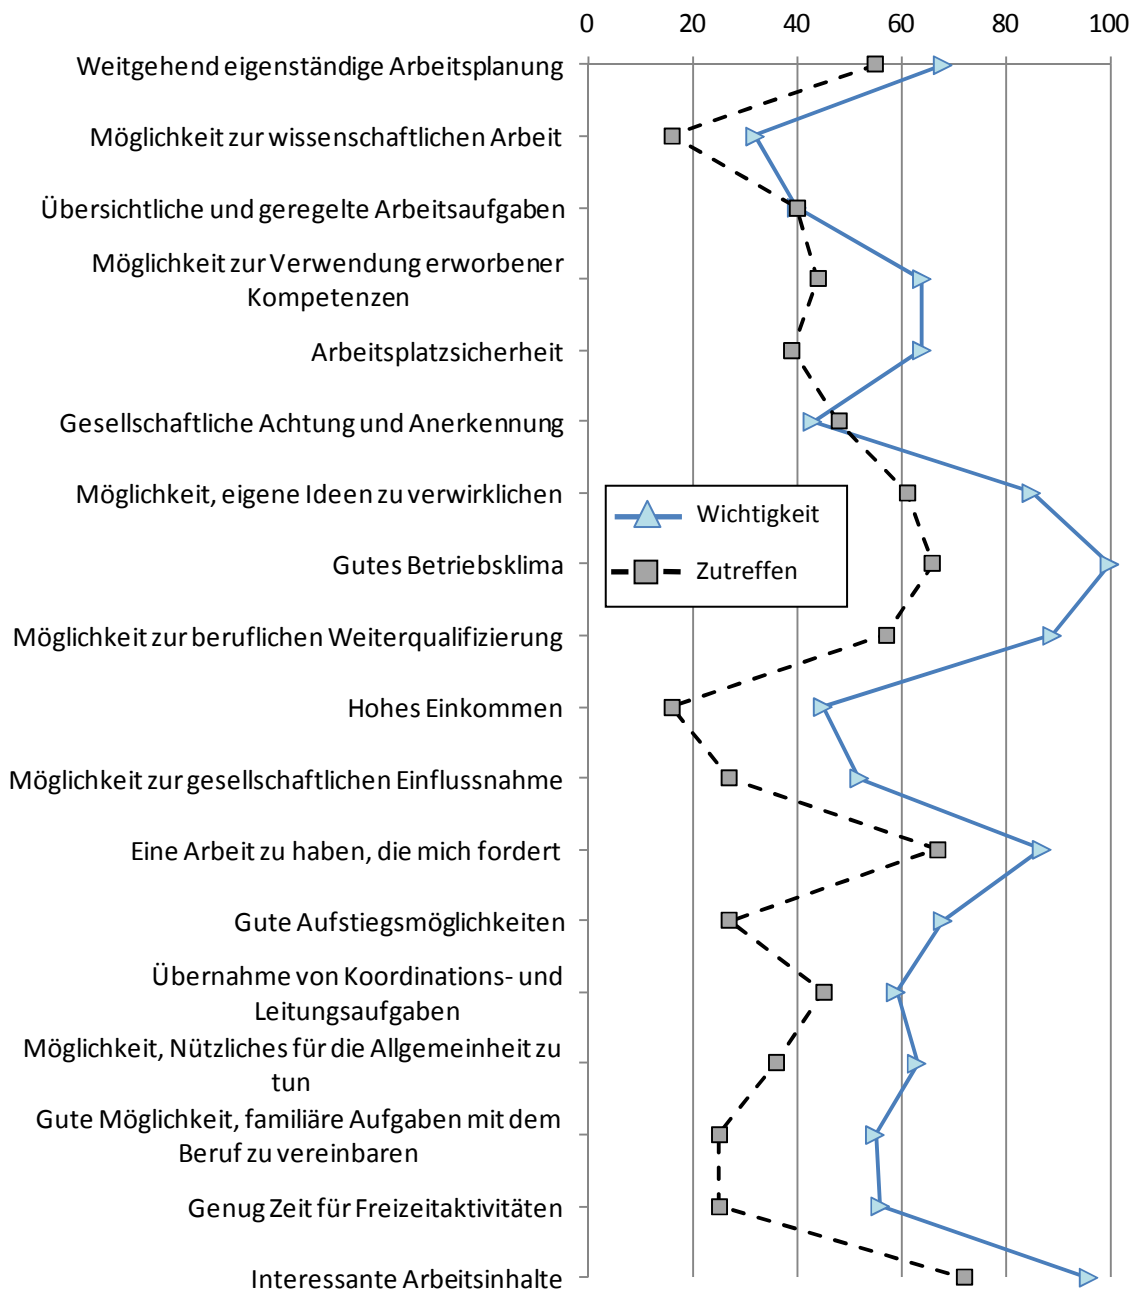 0 20 40 60 80 100
Weitgehend eigenständige Arbeitsplanung
Möglichkeit zur wissenschaftlichen Arbeit
Übersichtliche und geregelte Arbeitsaufgaben
Möglichkeit zur Verwendung erworbener
Kompetenzen
Arbeitsplatzsicherheit
Gesellschaftliche Achtung und Anerkennung
Möglichkeit, eigene Ideen zu verwirklichen
Wichtigkeit
Gutes Betriebsklima
Zutreffen
Möglichkeit zur beruflichen Weiterqualifizierung
Hohes Einkommen
Möglichkeit zur gesellschaftlichen Einflussnahme
Eine Arbeit zu haben, die mich fordert
Gute Aufstiegsmöglichkeiten
Übernahme von Koordinations- und
Leitungsaufgaben
Möglichkeit, Nützliches für die Allgemeinheit zu
tun
Gute Möglichkeit, familiäre Aufgaben mit dem
Beruf zu vereinbaren
Genug Zeit für Freizeitaktivitäten
Interessante Arbeitsinhalte